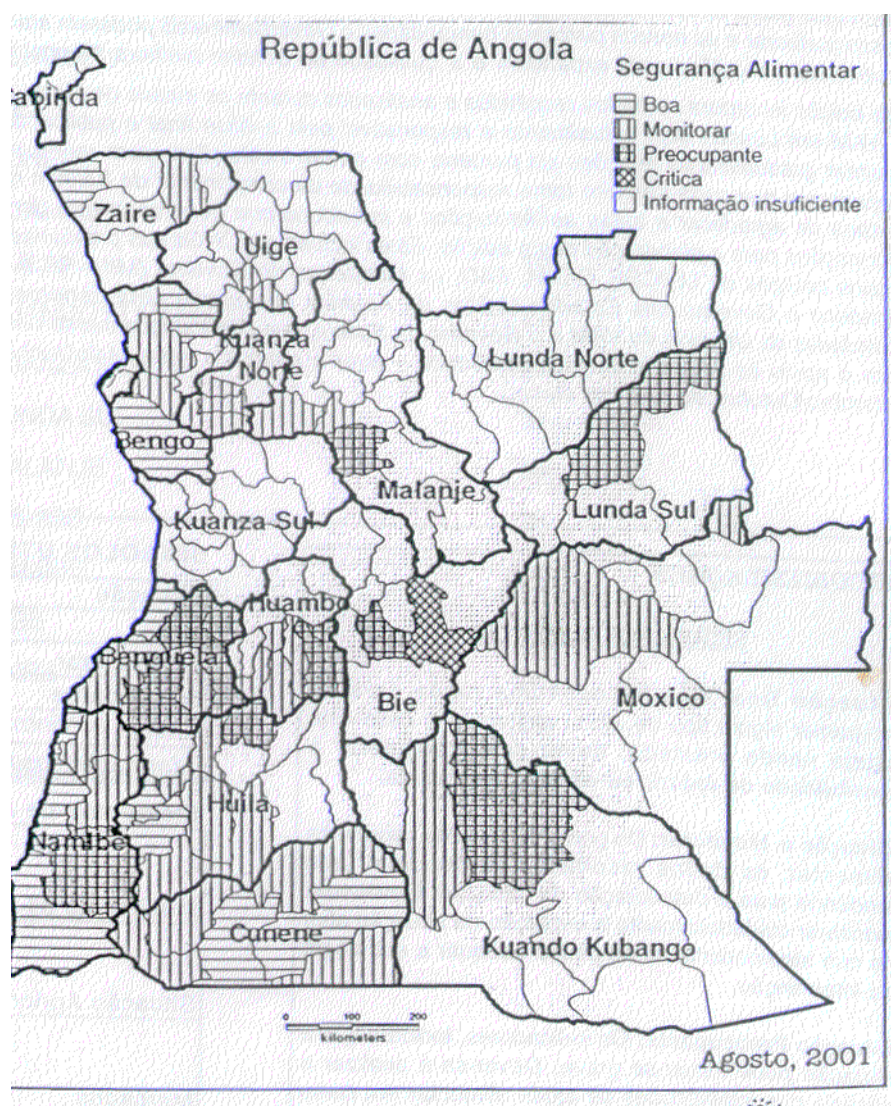 República de Angola
Segurança Alimentar
Boa
Monitorar
Preocupante
Critica
Informação insuficiente
abinda
Zaire
Uige
Kuanza
Norte
Lunda Norte
Bengo
Malanje
Lunda Sul
Kuanza Sul
Huambo
Benguela
Bie
Moxico
Huila
Namibe
Cunene
Kuando Kubango
0 100 200
kilometers
Agosto, 2001